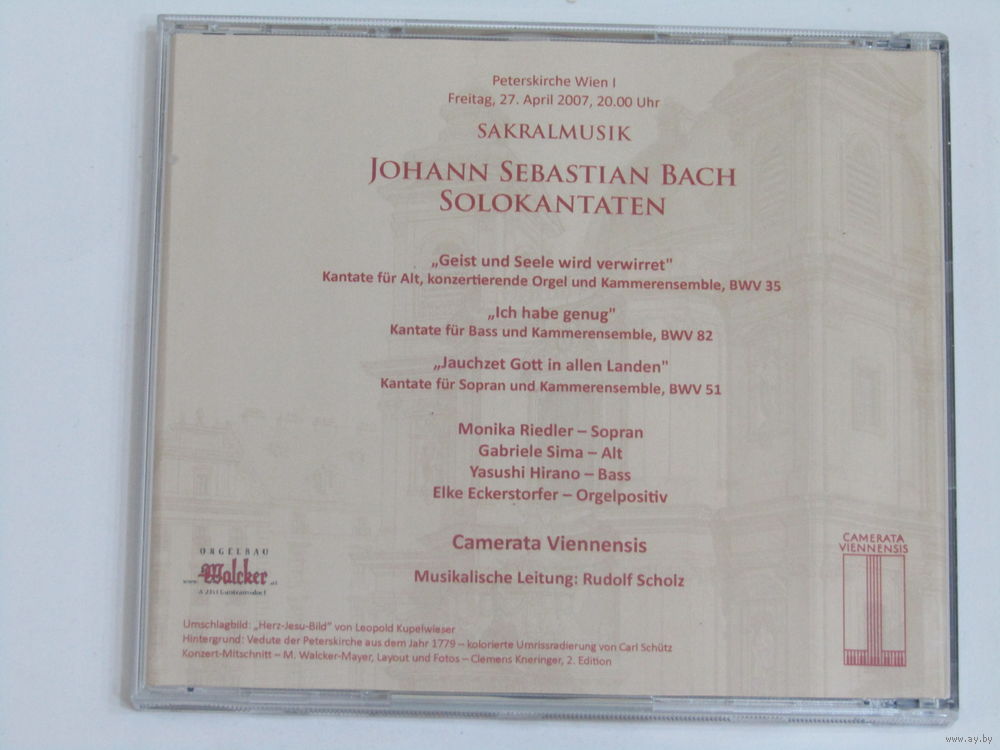 Peterskirche Wien I
Freitag, 27. April 2007, 20.00 Uhr
SAKRALMUSIK
JOHANN SEBASTIAN BACH
SOLOKANTATEN
„Geist und Seele wird verwirret"
Kantate für Alt, konzertierende Orgel und Kammerensemble, BWV 35
„Ich habe genug"
Kantate für Bass und Kammerensemble, BWV 82
„Jauchzet Gott in allen Landen"
Kantate für Sopran und Kammerensemble, BWV 51
Monika Riedler – Sopran
Gabriele Sima – Alt
Yasushi Hirano – Bass
Elke Eckerstorfer – Orgelpositiv
Camerata Viennensis
Musikalische Leitung: Rudolf Scholz
ORGELBAU
www.Walcker.at
CAMERATA
VIENNENSIS
Umschlagbild: „Herz-Jesu-Bild" von Leopold Kupelwieser
Hintergrund: Vedute der Peterskirche aus dem Jahr 1779 – kolorierte Umrissradierung von Carl Schütz
Konzert-Mitschnitt – M. Walcker-Mayer, Layout und Fotos – Clemens Kneringer, 2. Edition
www.ay.by